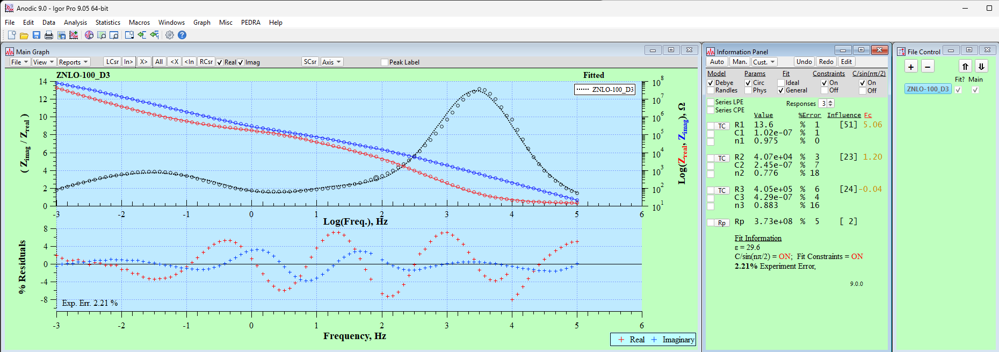 Anodic 9.0 - Igor Pro 9.05 64-bit
File Edit Data Analysis Statistics Macros Windows Graph Misc PEDRA Help
Main Graph
File View Reports LCsr In> X> All <X <In RCsr Real Imag SCsr Axis Peak Label
ZNLO-100_D3 Fitted
ZNLO-100_D3
14
12
10
8
6
4
2
0
( Zimag / Zreal )
10^8
10^7
10^6
10^5
10^4
10^3
10^2
10^1
Log(Zreal, Zimag), Ω
-3 -2 -1 0 1 2 3 4 5 6
Log(Freq.), Hz
8
4
0
-4
-8
% Residuals
Exp. Err. 2.21 %
-3 -2 -1 0 1 2 3 4 5 6
Frequency, Hz
Real Imaginary
Information Panel
Auto Man. Cust. Undo Redo Edit
Model Params Fit Constraints C/sin(nπ/2)
Debye Circ Ideal On On
Randles Phys General Off Off
Series LPE Responses 3
Series CPE
Value %Error Influence Fc
TC R1 13.6 % 1 [51] 5.06
C1 1.02e-07 % 1
n1 0.975 % 0
TC R2 4.07e+04 % 3 [23] 1.20
C2 2.45e-07 % 7
n2 0.776 % 18
TC R3 4.05e+05 % 6 [24] -0.04
C3 4.29e-07 % 4
n3 0.883 % 16
Rp Rp 3.73e+08 % 5 [ 2]
Fit Information
ε = 29.6
C/sin(nπ/2) = ON; Fit Constraints = ON
2.21% Experiment Error,
9.0.0
File Control
+ − ⇑ ⇓
Fit? Main
ZNLO-100_D3